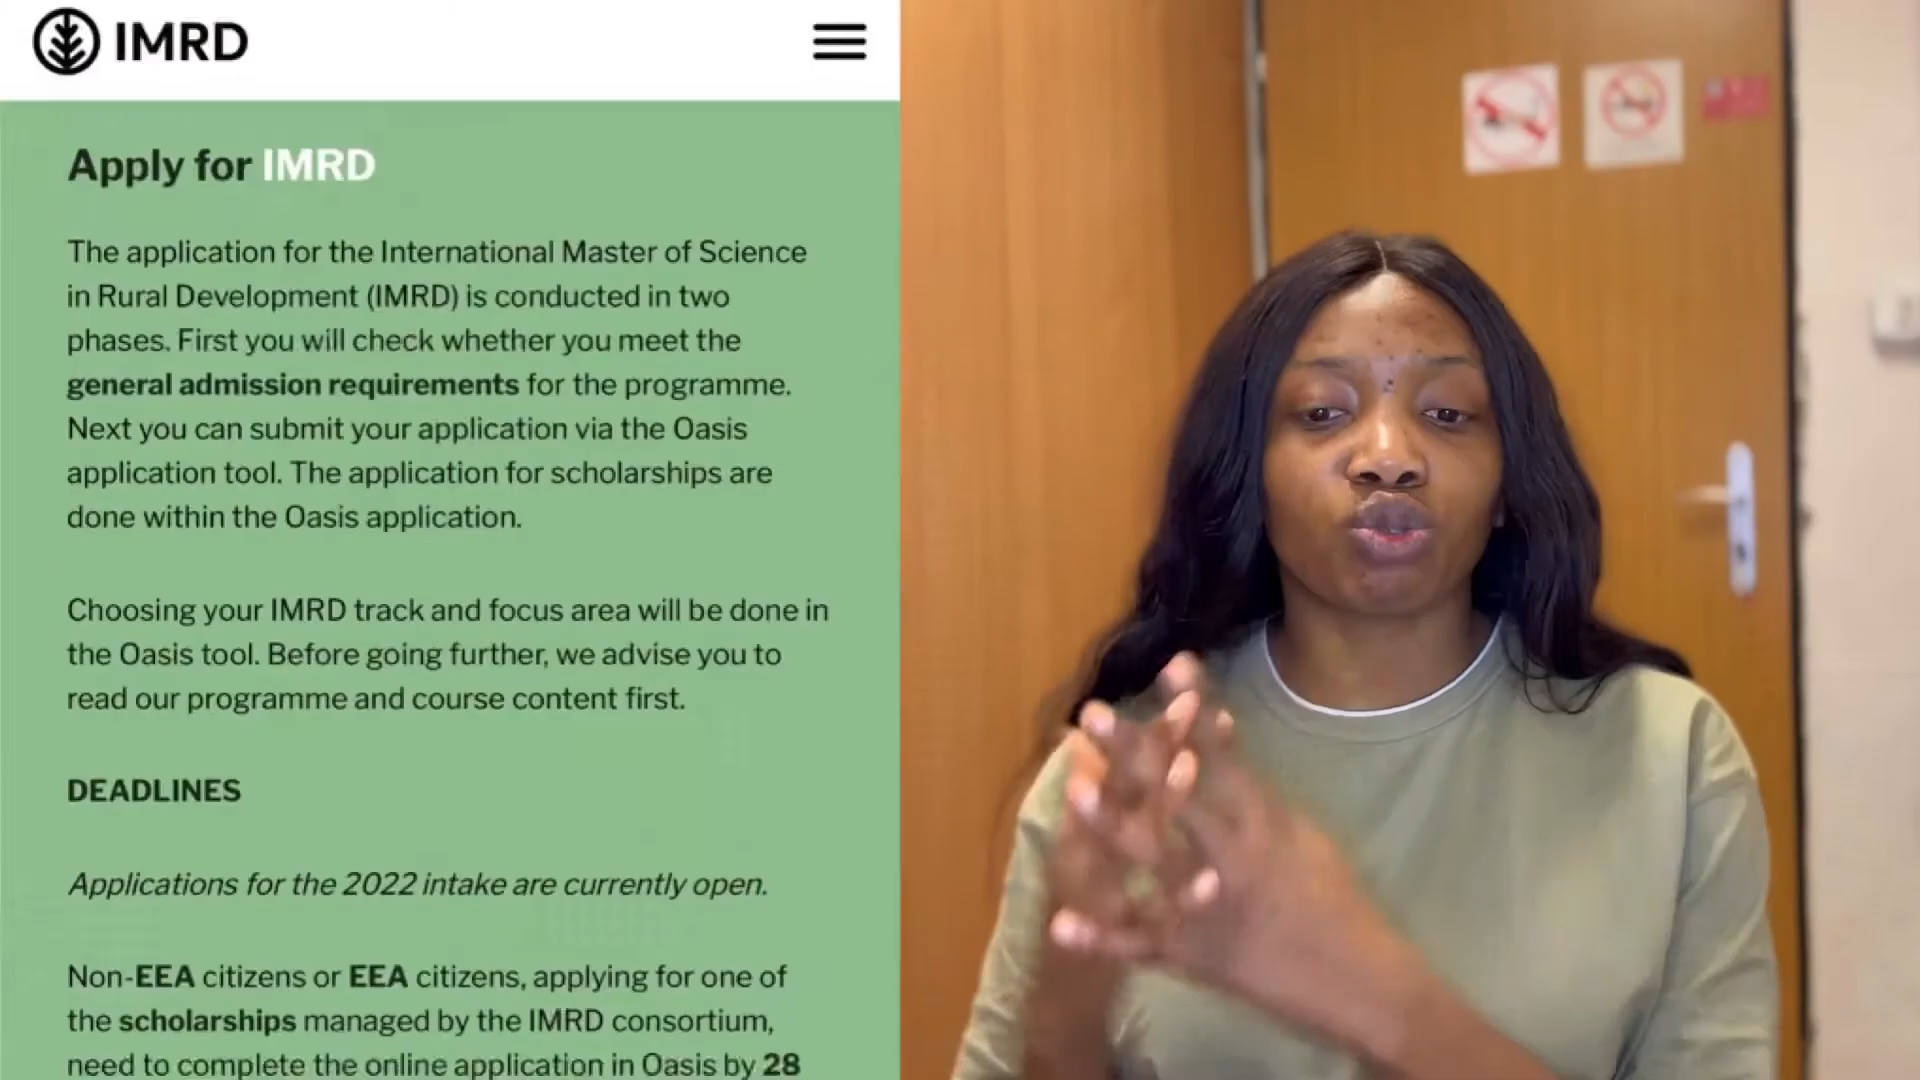 IMRD
Apply for IMRD
The application for the International Master of Science
in Rural Development (IMRD) is conducted in two
phases. First you will check whether you meet the
general admission requirements for the programme.
Next you can submit your application via the Oasis
application tool. The application for scholarships are
done within the Oasis application.
Choosing your IMRD track and focus area will be done in
the Oasis tool. Before going further, we advise you to
read our programme and course content first.
DEADLINES
Applications for the 2022 intake are currently open.
Non-EEA citizens or EEA citizens, applying for one of
the scholarships managed by the IMRD consortium,
need to complete the online application in Oasis by 28